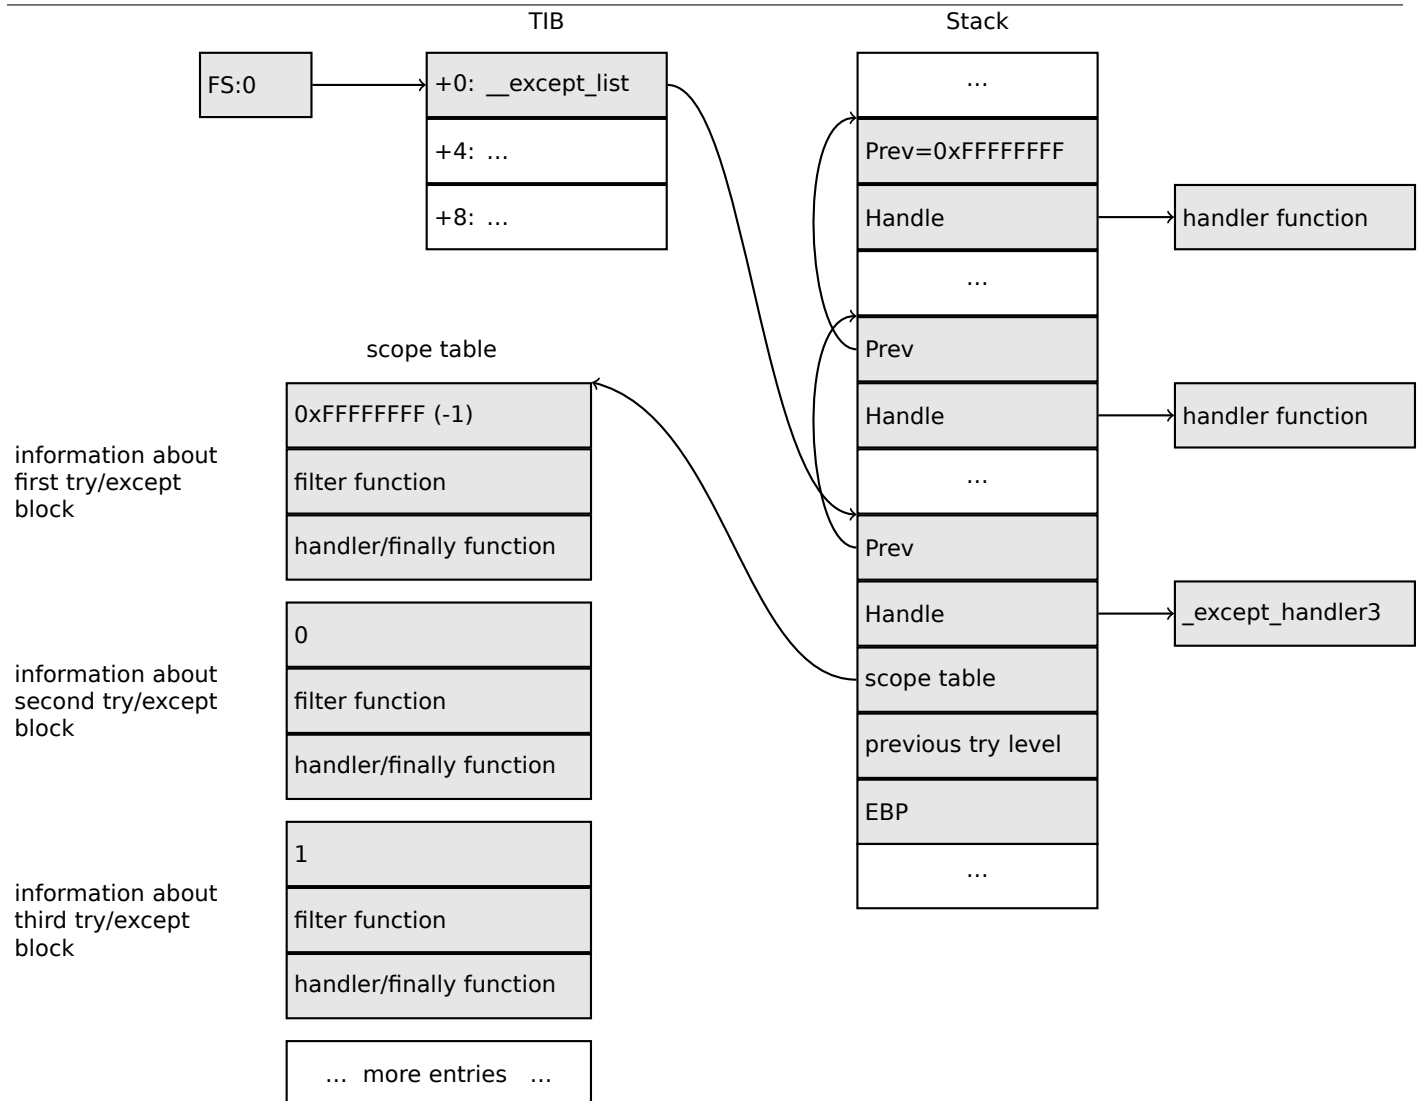 TIB
Stack
FS:0
+0: __except_list
+4: …
+8: …
…
Prev=0xFFFFFFFF
Handle
handler function
…
Prev
Handle
handler function
…
Prev
Handle
_except_handler3
scope table
previous try level
EBP
…
scope table
information about
first try/except
block
0xFFFFFFFF (-1)
filter function
handler/finally function
information about
second try/except
block
0
filter function
handler/finally function
information about
third try/except
block
1
filter function
handler/finally function
… more entries …